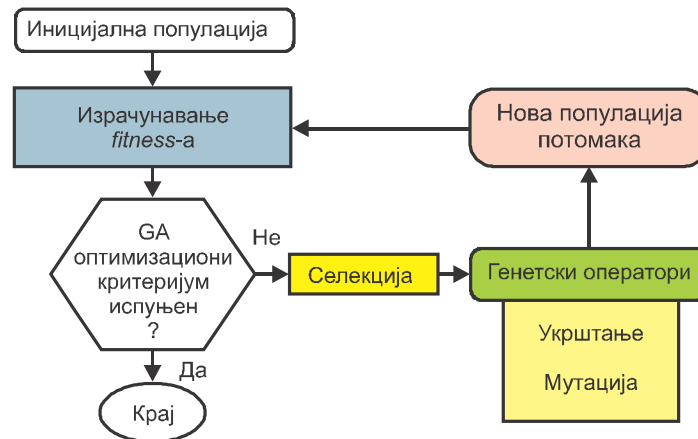 Иницијална популација
Израчунавање
fitness-а
Нова популација
потомака
GA
оптимизациони
критеријум
испуњен
?
Не
Селекција
Генетски оператори
Укрштање
Мутација
Да
Крај